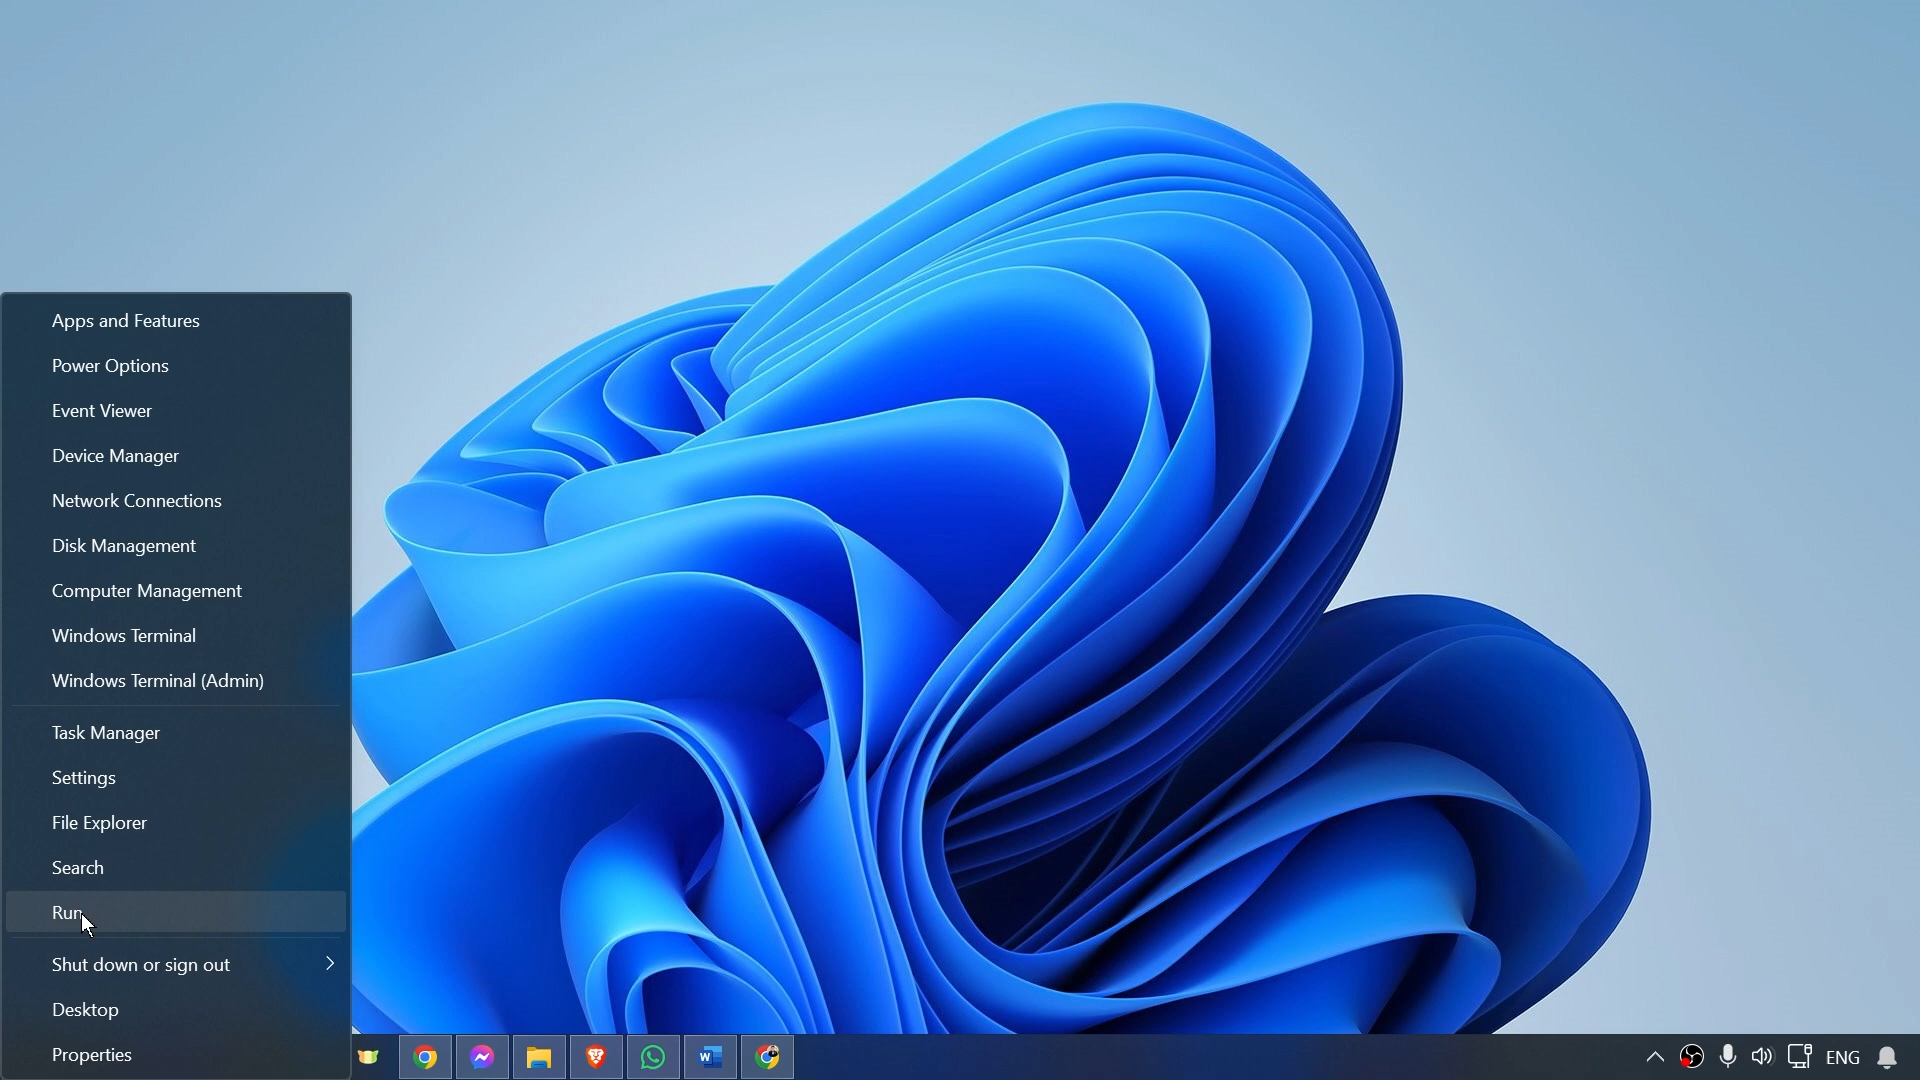 Apps and Features
Power Options
Event Viewer
Device Manager
Network Connections
Disk Management
Computer Management
Windows Terminal
Windows Terminal (Admin)
Task Manager
Settings
File Explorer
Search
Run
Shut down or sign out
Desktop
Properties
W
ENG